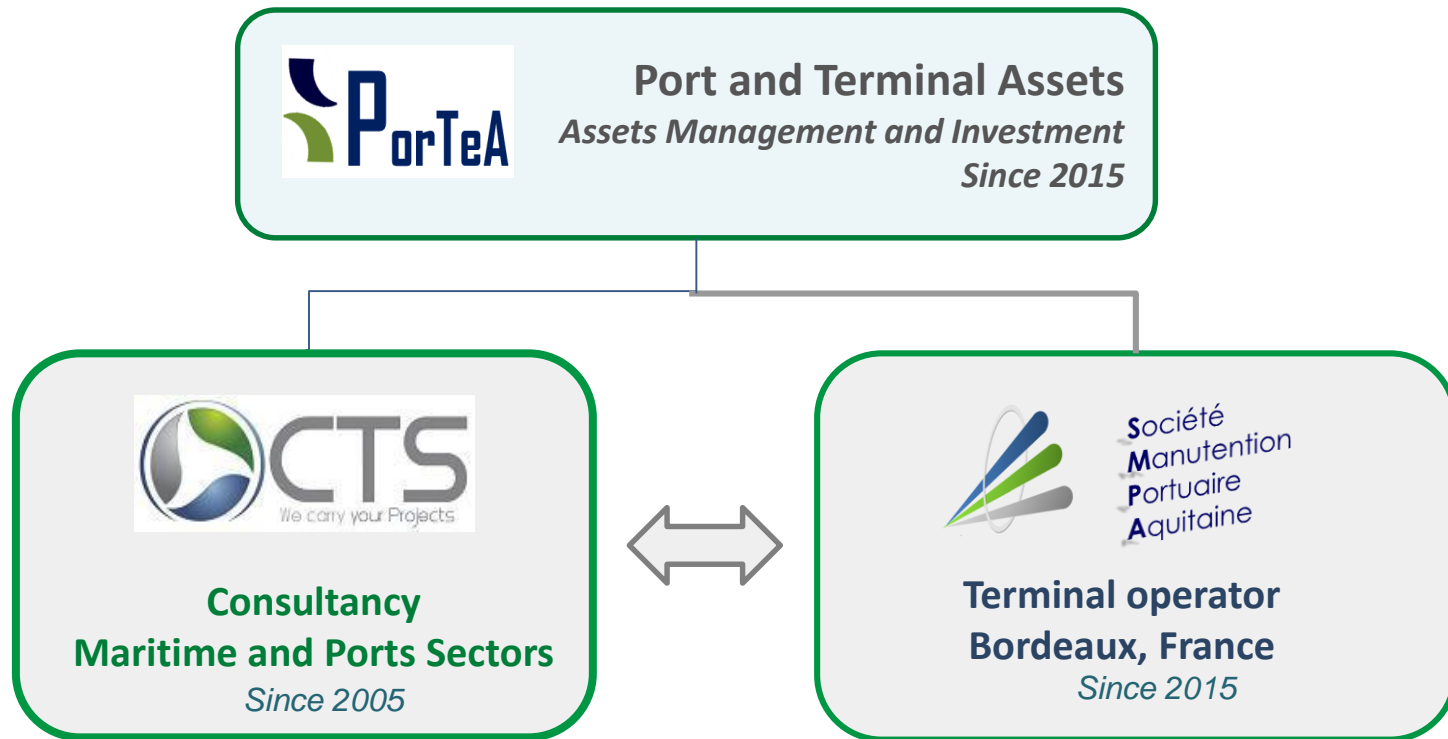 PorTeA
Port and Terminal Assets
Assets Management and Investment
Since 2015
CTS
We carry your Projects
Consultancy
Maritime and Ports Sectors
Since 2005
Société
Manutention
Portuaire
Aquitaine
Terminal operator
Bordeaux, France
Since 2015